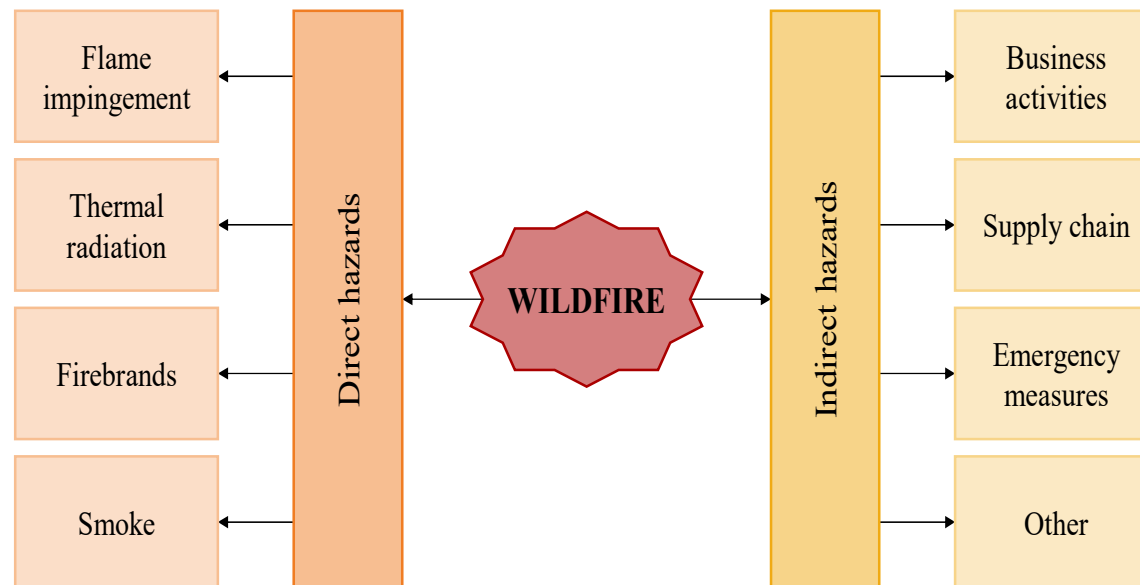 Flame
impingement
Thermal
radiation
Firebrands
Smoke
Direct hazards
WILDFIRE
Indirect hazards
Business
activities
Supply chain
Emergency
measures
Other